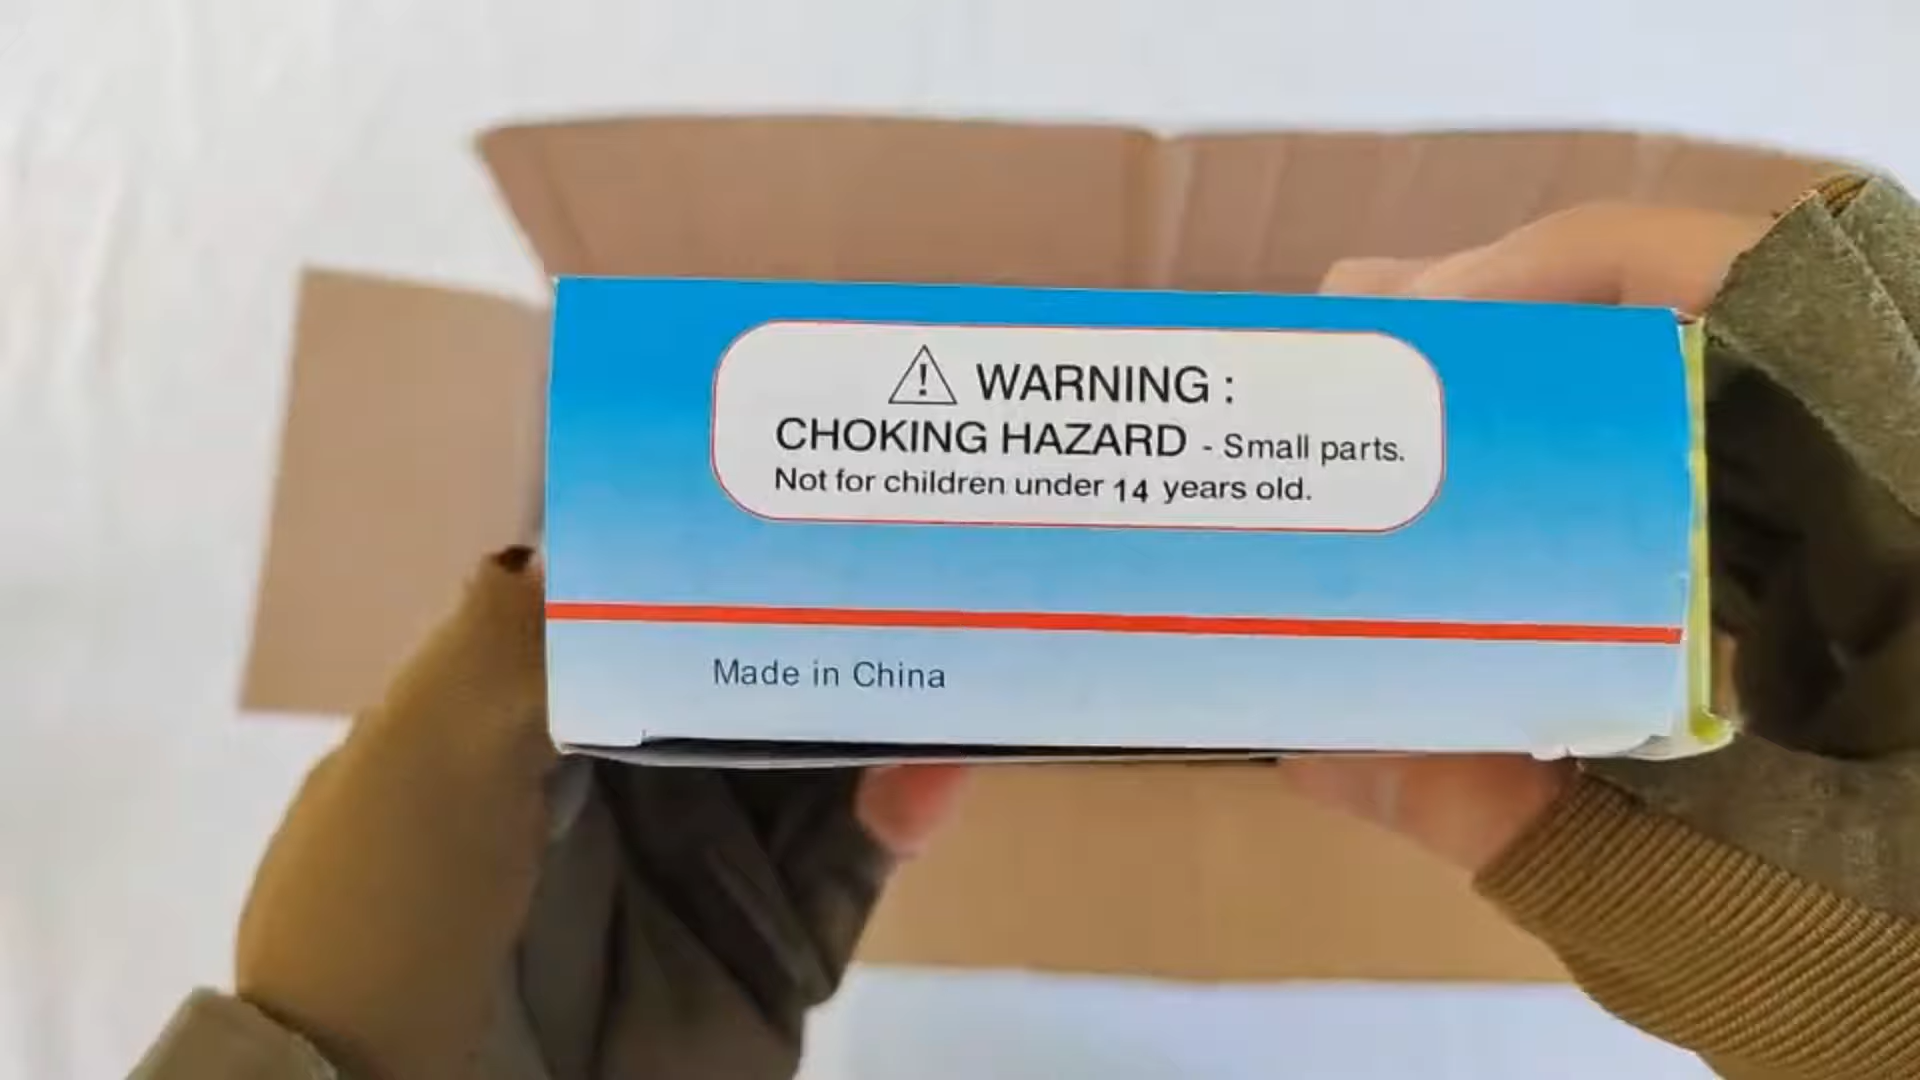 WARNING :
CHOKING HAZARD - Small parts.
Not for children under 14 years old.
Made in China